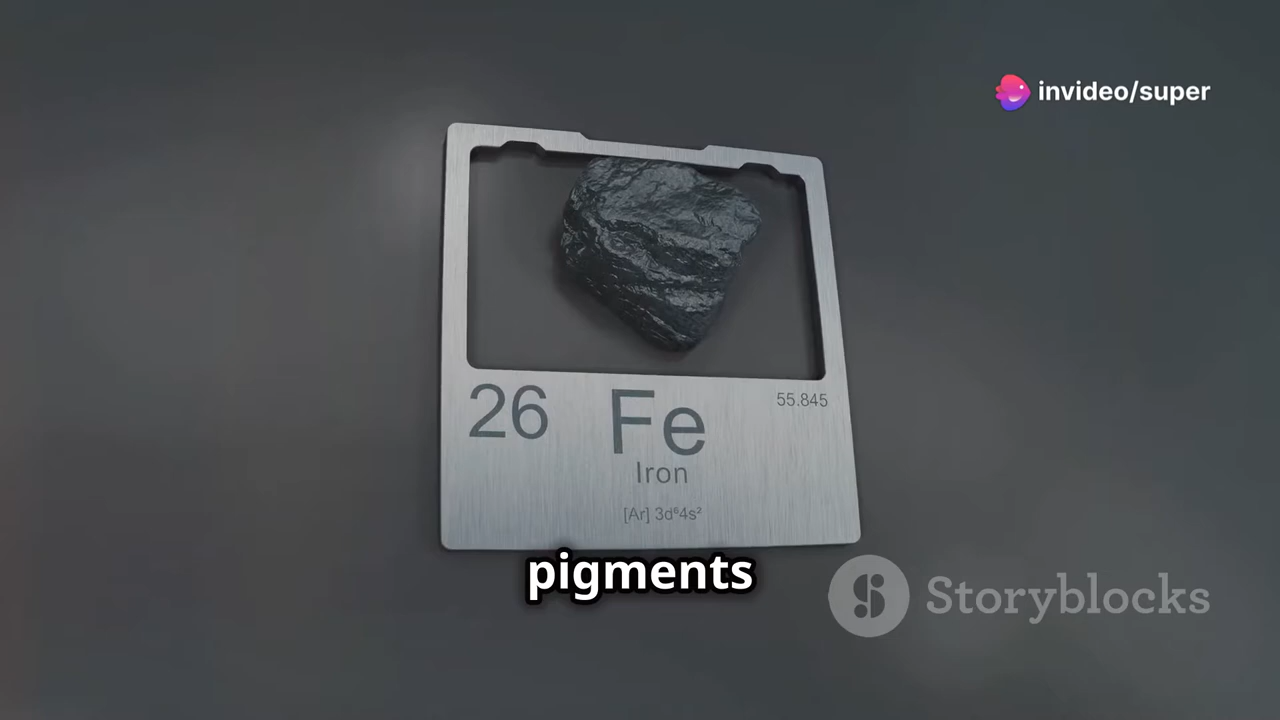 invideo/super
26 Fe 55.845
Iron
[Ar] 3d⁶4s²
pigments
Storyblocks